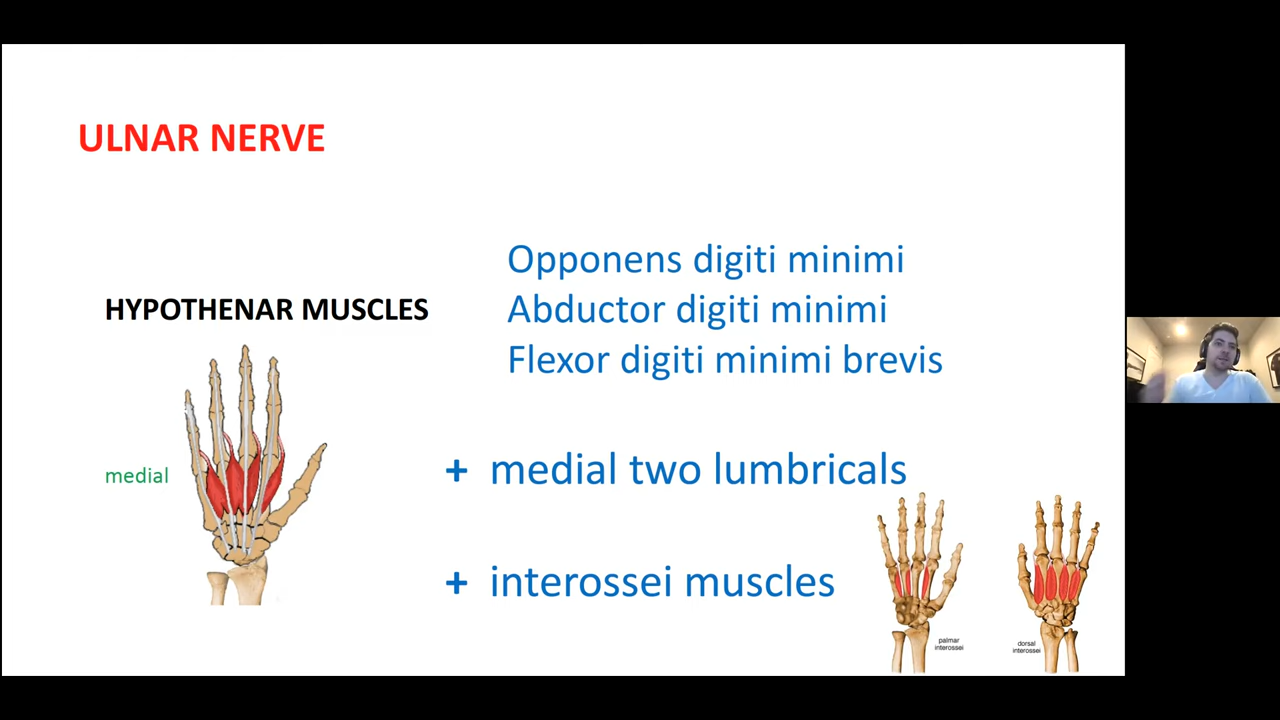 ULNAR NERVE
Opponens digiti minimi
HYPOTHENAR MUSCLES
Abductor digiti minimi
Flexor digiti minimi brevis
medial
+ medial two lumbricals
+ interossei muscles
palmar
interossei
dorsal
interossei